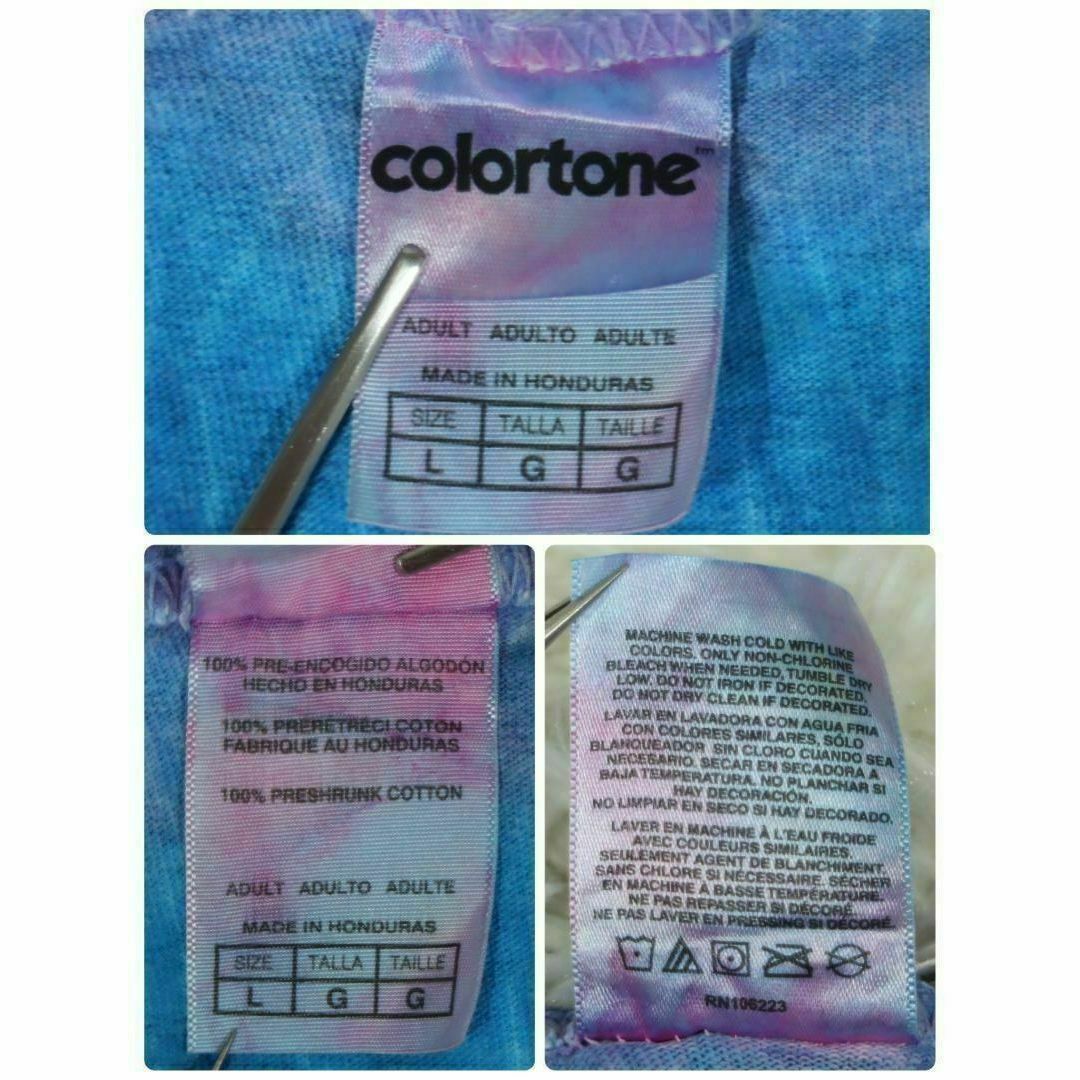 colortone™
ADULT ADULTO ADULTE
MADE IN HONDURAS
SIZE TALLA TAILLE
L G G
100% PRE-ENCOGIDO ALGODÓN
HECHO EN HONDURAS
100% PRERÉTRÉCI COTON
FABRIQUE AU HONDURAS
100% PRESHRUNK COTTON
ADULT ADULTO ADULTE
MADE IN HONDURAS
SIZE TALLA TAILLE
L G G
MACHINE WASH COLD WITH LIKE
COLORS, ONLY NON-CHLORINE
BLEACH WHEN NEEDED, TUMBLE DRY
LOW. DO NOT IRON IF DECORATED.
DO NOT DRY CLEAN IF DECORATED.
LAVAR EN LAVADORA CON AGUA FRIA
CON COLORES SIMILARES, SÓLO
BLANQUEADOR SIN CLORO CUANDO SEA
NECESARIO. SECAR EN SECADORA A
BAJA TEMPERATURA. NO PLANCHAR SI
HAY DECORACIÓN.
NO LIMPIAR EN SECO SI HAY DECORADO.
LAVER EN MACHINE À L'EAU FROIDE
AVEC COULEURS SIMILAIRES.
SEULEMENT AGENT DE BLANCHIMENT
SANS CHLORE SI NÉCESSAIRE. SÉCHER
EN MACHINE À BASSE TEMPÉRATURE.
NE PAS REPASSER SI DÉCORÉ.
NE PAS LAVER EN PRESSING SI DÉCORÉ.
RN106223